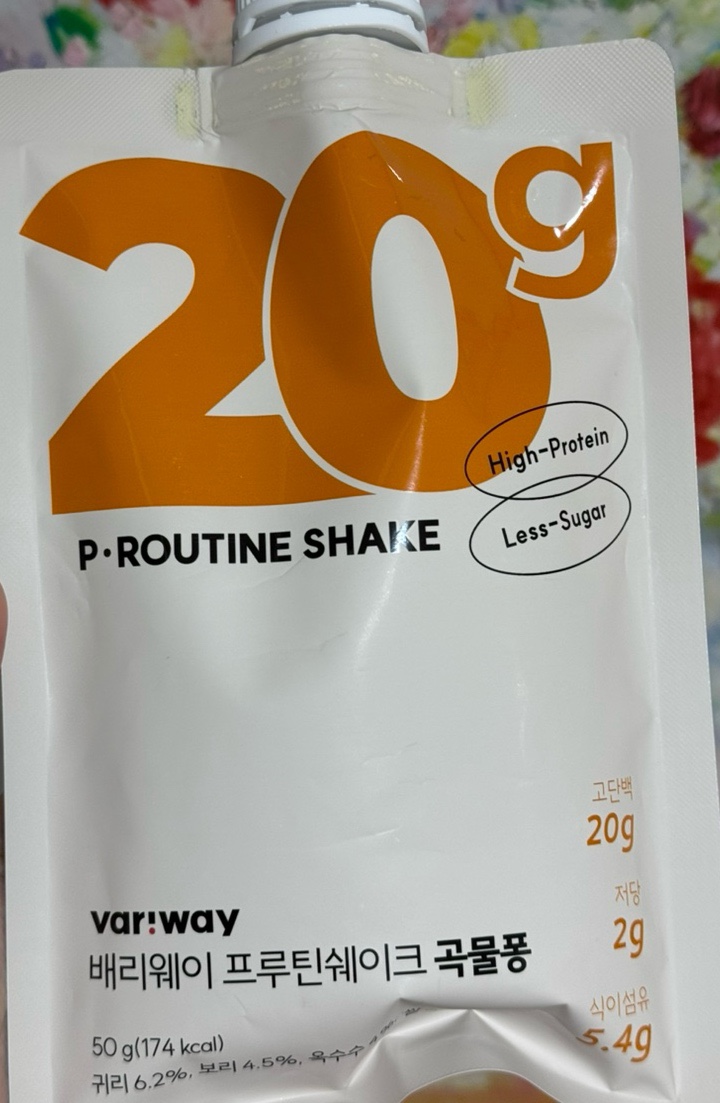 20g
High-Protein
Less-Sugar
P·ROUTINE SHAKE
고단백
20g
저당
2g
식이섬유
5.4g
var!way
배리웨이 프루틴쉐이크 곡물퐁
50 g(174 kcal)
귀리 6.2%, 보리 4.5%, 옥수수